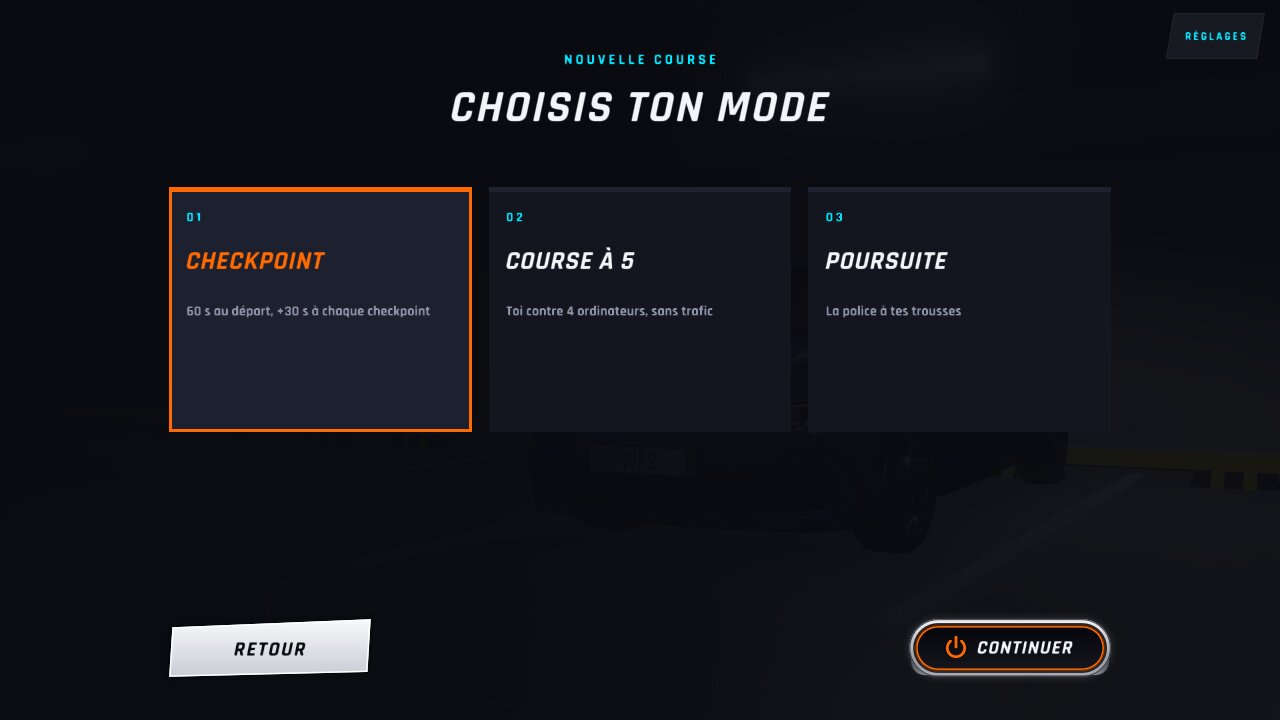 RÉGLAGES
NOUVELLE COURSE
CHOISIS TON MODE
01
CHECKPOINT
60 s au départ, +30 s à chaque checkpoint
02
COURSE À 5
Toi contre 4 ordinateurs, sans trafic
03
POURSUITE
La police à tes trousses
WFS
RETOUR
CONTINUER